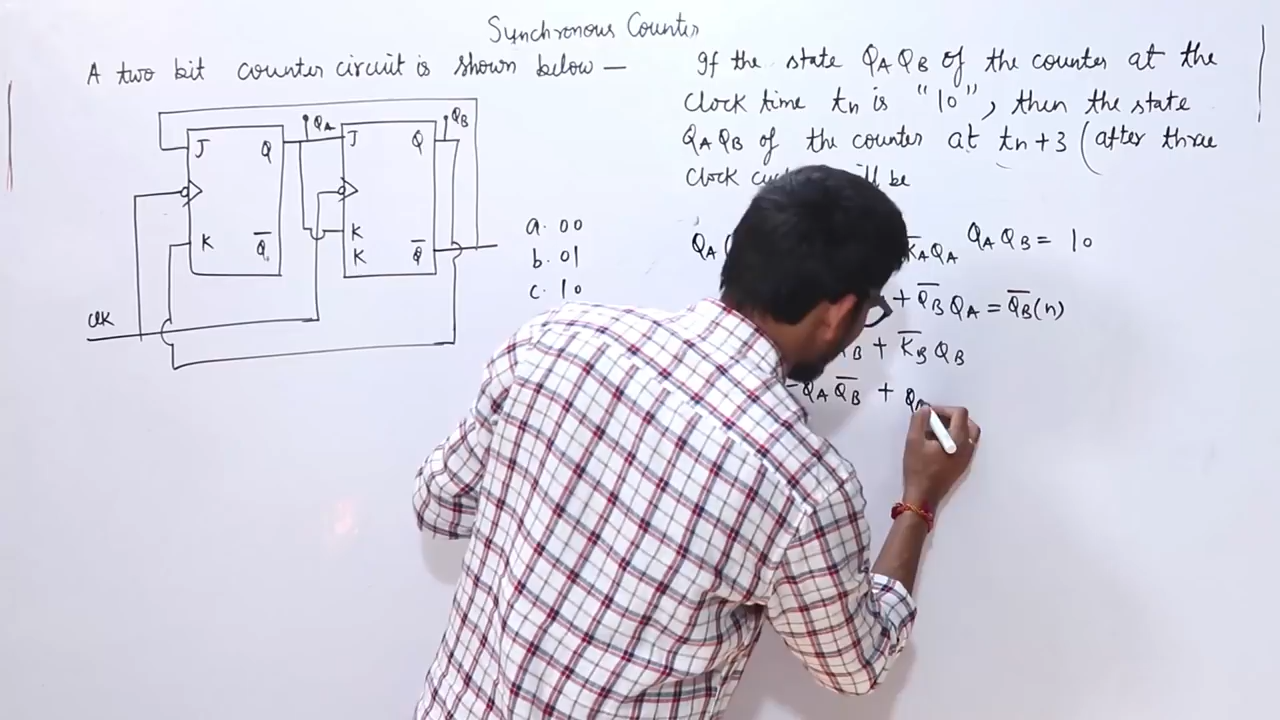 Synchronous Counter
A two bit counter circuit is shown below —
If the state QA QB of the counter at the
clock time tn is "10", then the state
QA QB of the counter at tn+3 (after three
clock be
J Q QA J Q QB
K Q̅ K K Q̅
clk
a. 00
b. 01
c. 10
QA K̅A QA QA QB = 10
+ Q̅B QA = Q̅B(n)
+ K̅B QB
QA Q̅B +